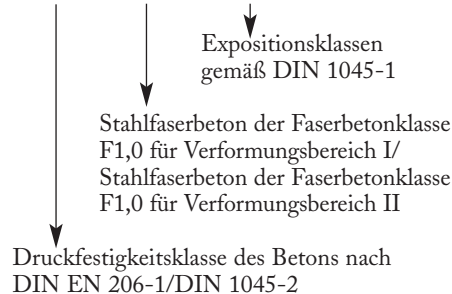 Expositionsklassen
gemäß DIN 1045-1
Stahlfaserbeton der Faserbetonklasse
F1,0 für Verformungsbereich I/
Stahlfaserbeton der Faserbetonklasse
F1,0 für Verformungsbereich II
Druckfestigkeitsklasse des Betons nach
DIN EN 206-1/DIN 1045-2